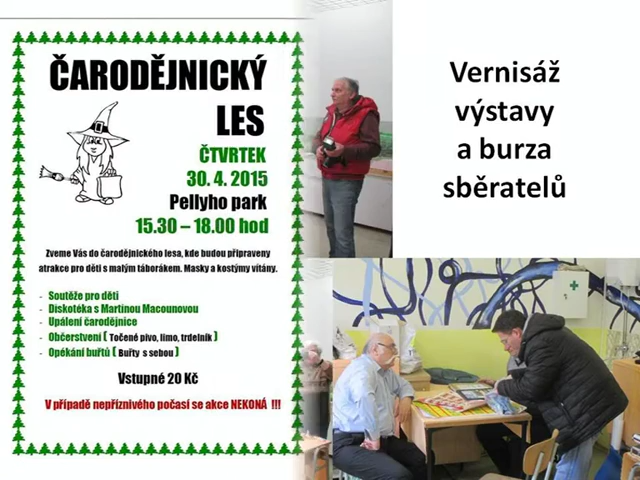 ČARODĚJNICKÝ
LES
ČTVRTEK
30. 4. 2015
Pellyho park
15.30 – 18.00 hod
Zveme Vás do čarodějnického lesa, kde budou připraveny
atrakce pro děti s malým táborákem. Masky a kostýmy vítány.
- Soutěže pro děti
- Diskotéka s Martinou Macounovou
- Upálení čarodějnice
- Občerstvení ( Točené pivo, limo, trdelník )
- Opékání buřtů ( Buřty s sebou )
Vstupné 20 Kč
V případě nepříznivého počasí se akce NEKONÁ !!!
Vernisáž
výstavy
a burza
sběratelů